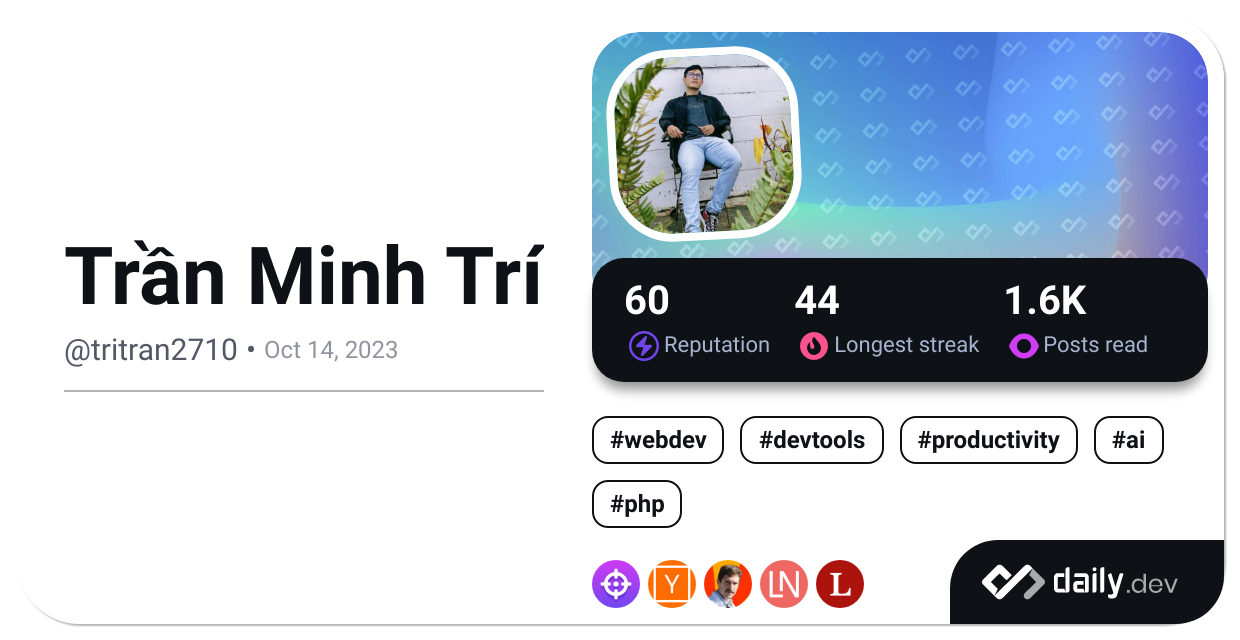 Trần Minh Trí
@tritran2710 • Oct 14, 2023
60 44 1.6K
Reputation Longest streak Posts read
#webdev #devtools #productivity #ai
#php
Y LN L
daily.dev